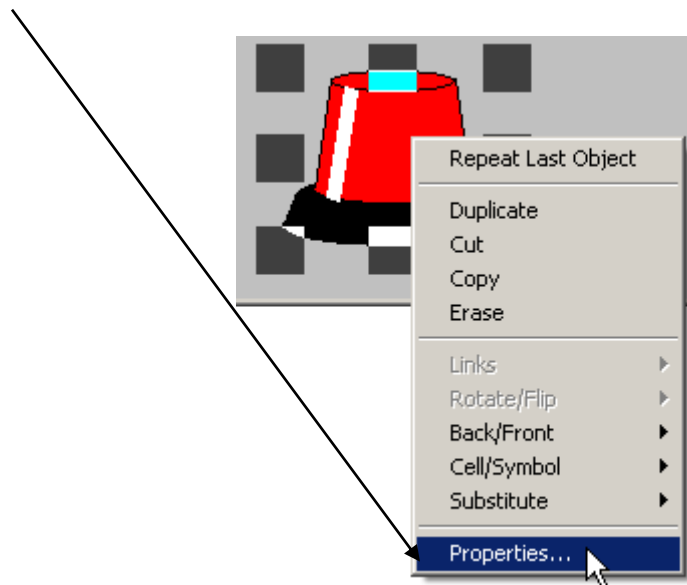 Repeat Last Object
Duplicate
Cut
Copy
Erase
Links
Rotate/Flip
Back/Front
Cell/Symbol
Substitute
Properties...